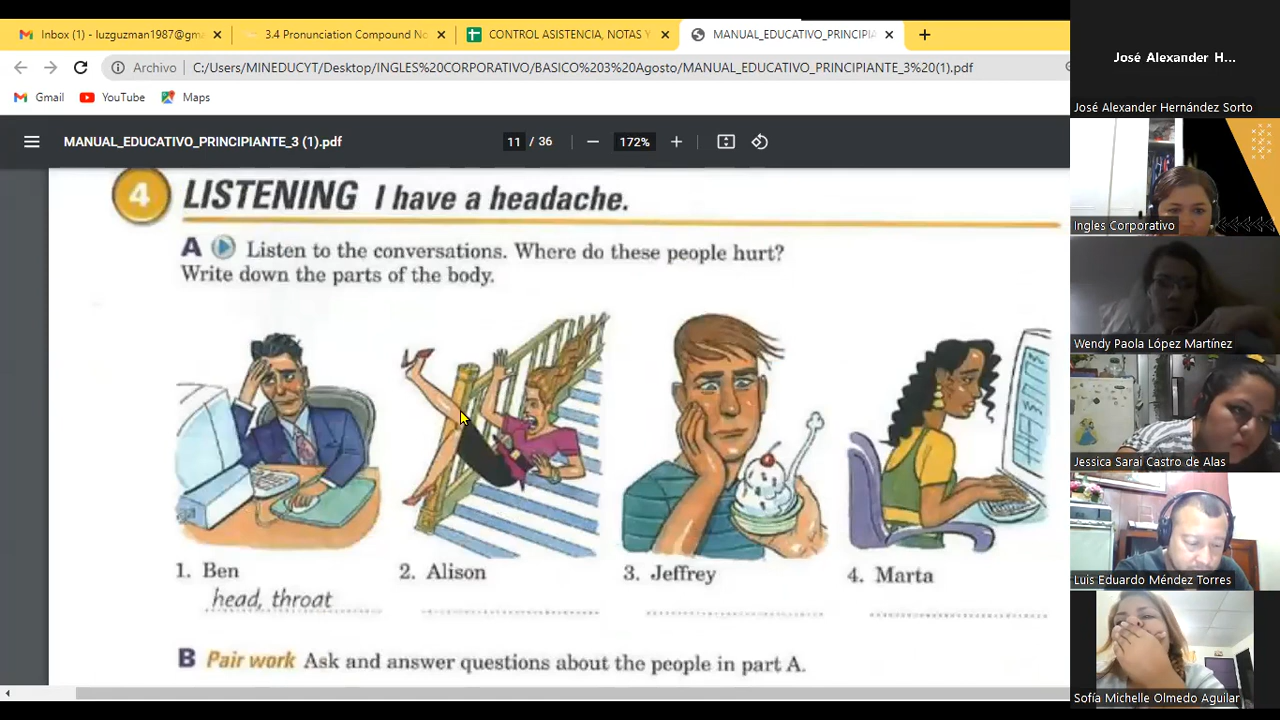 Inbox (1) - luzguzman1987@gm
3.4 Pronunciation Compound No
CONTROL ASISTENCIA, NOTAS Y
MANUAL_EDUCATIVO_PRINCIPIA
Archivo
C:/Users/MINEDUCYT/Desktop/INGLES%20CORPORATIVO/BASICO%203%20Agosto/MANUAL_EDUCATIVO_PRINCIPIANTE_3%20(1).pdf
Gmail YouTube Maps
MANUAL_EDUCATIVO_PRINCIPIANTE_3 (1).pdf
11 / 36
172%
4 LISTENING I have a headache.
A Listen to the conversations. Where do these people hurt?
Write down the parts of the body.
1. Ben
head, throat
2. Alison
3. Jeffrey
4. Marta
B Pair work Ask and answer questions about the people in part A.
José Alexander H...
José Alexander Hernández Sorto
Ingles Corporativo
Wendy Paola López Martínez
Jessica Sarai Castro de Alas
Luis Eduardo Méndez Torres
Sofía Michelle Olmedo Aguilar